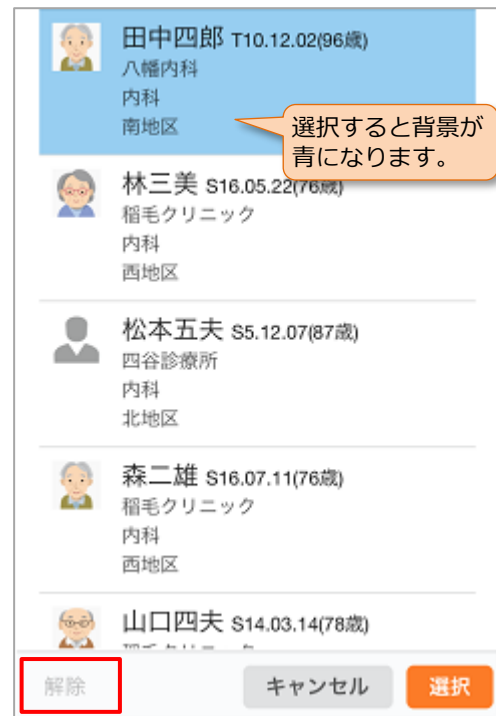 田中四郎 T10.12.02(96歳)
八幡内科
内科
南地区
選択すると背景が
青になります。
林三美 S16.05.22(76歳)
稲毛クリニック
内科
西地区
松本五夫 S5.12.07(87歳)
四谷診療所
内科
北地区
森二雄 S16.07.11(76歳)
稲毛クリニック
内科
西地区
山口四夫 S14.03.14(78歳)
解除
キャンセル
選択